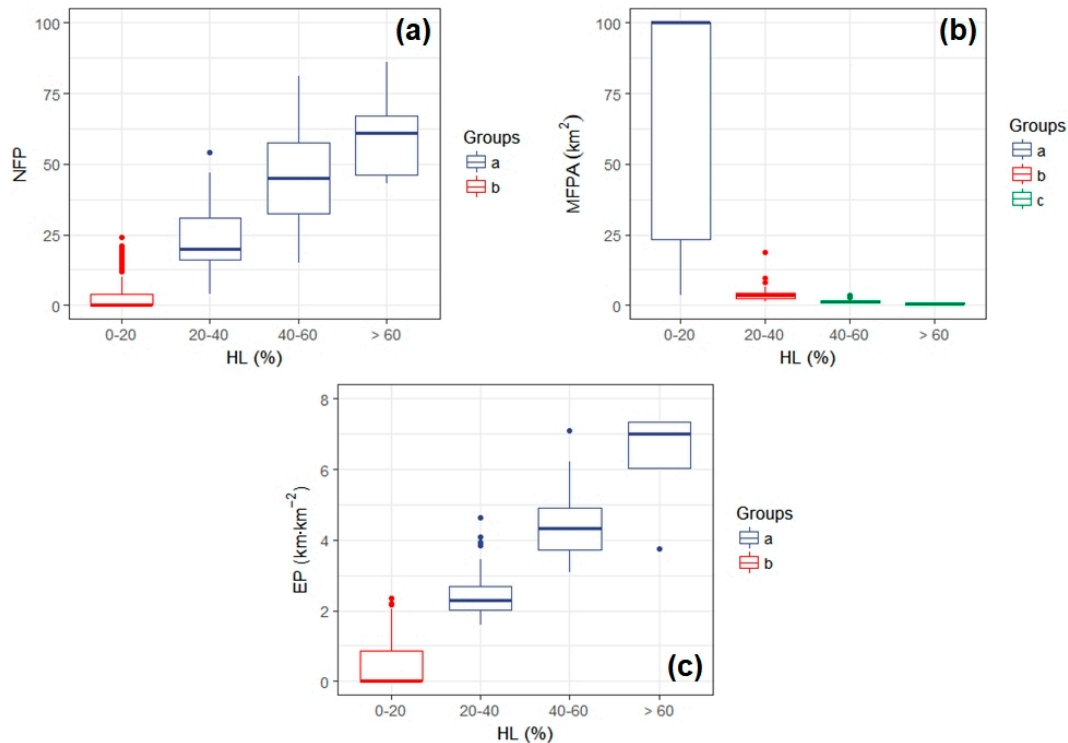 (a)
NFP
100
75
50
25
0
0-20
20-40
40-60
> 60
HL (%)
Groups
a
b
(b)
MFPA (km²)
100
75
50
25
0
0-20
20-40
40-60
> 60
HL (%)
Groups
a
b
c
(c)
EP (km·km⁻²)
8
6
4
2
0
0-20
20-40
40-60
> 60
HL (%)
Groups
a
b